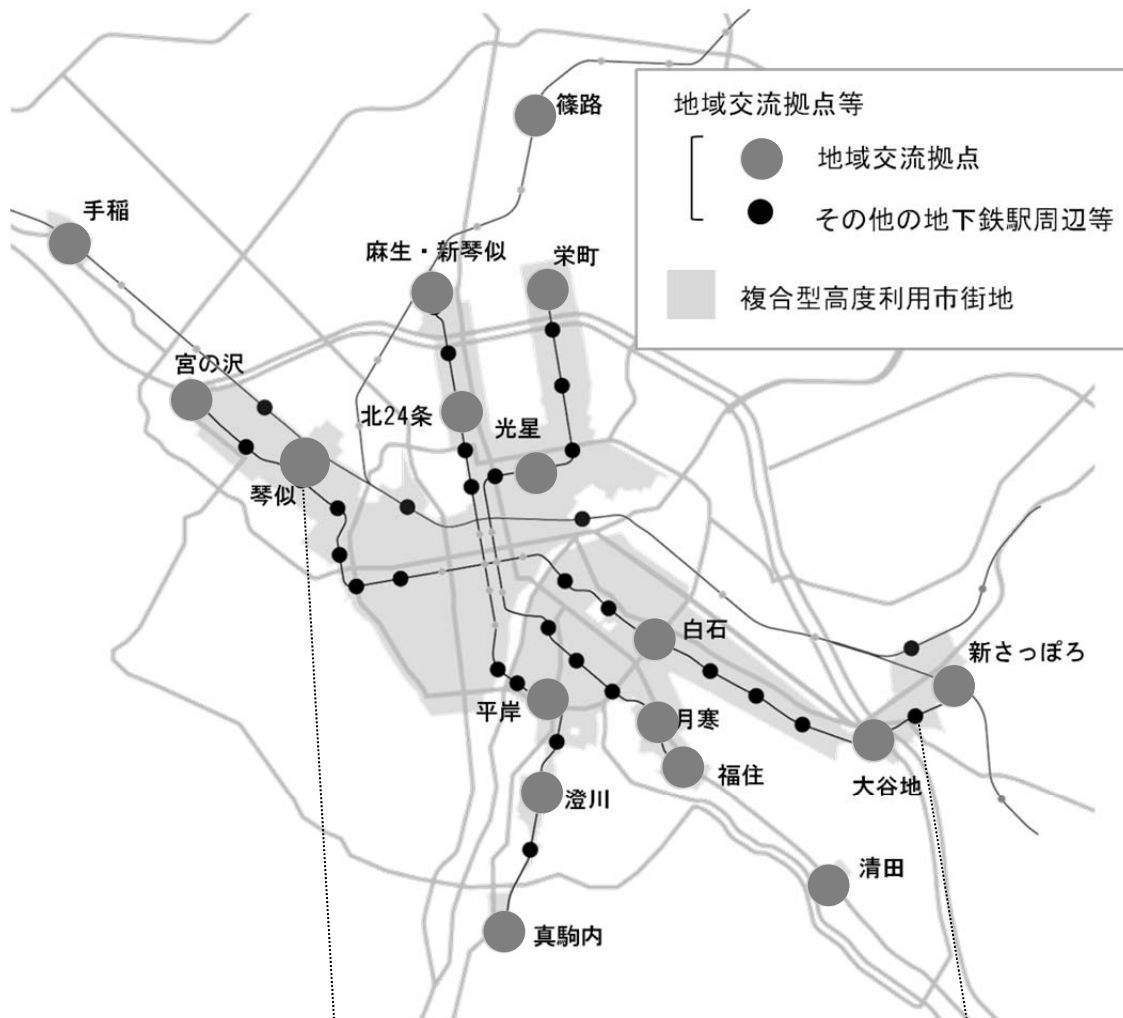 篠路
地域交流拠点等
地域交流拠点
その他の地下鉄駅周辺等
複合型高度利用市街地
手稲
麻生・新琴似
栄町
宮の沢
北24条
光星
琴似
白石
新さっぽろ
平岸
月寒
福住
大谷地
澄川
清田
真駒内